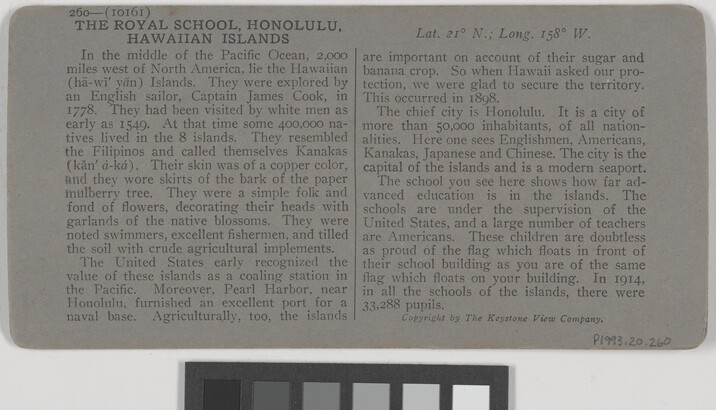 260—(10161)
THE ROYAL SCHOOL, HONOLULU,
HAWAIIAN ISLANDS
In the middle of the Pacific Ocean, 2,000
miles west of North America, lie the Hawaiian
(hä-wī' yăn) Islands. They were explored by
an English sailor, Captain James Cook, in
1778. They had been visited by white men as
early as 1549. At that time some 400,000 na-
tives lived in the 8 islands. They resembled
the Filipinos and called themselves Kanakas
(kăn' á-ká). Their skin was of a copper color,
and they wore skirts of the bark of the paper
mulberry tree. They were a simple folk and
fond of flowers, decorating their heads with
garlands of the native blossoms. They were
noted swimmers, excellent fishermen, and tilled
the soil with crude agricultural implements.
The United States early recognized the
value of these islands as a coaling station in
the Pacific. Moreover, Pearl Harbor, near
Honolulu, furnished an excellent port for a
naval base. Agriculturally, too, the islands
Lat. 21° N.; Long. 158° W.
are important on account of their sugar and
banana crop. So when Hawaii asked our pro-
tection, we were glad to secure the territory.
This occurred in 1898.
The chief city is Honolulu. It is a city of
more than 50,000 inhabitants, of all nation-
alities. Here one sees Englishmen, Americans,
Kanakas, Japanese and Chinese. The city is the
capital of the islands and is a modern seaport.
The school you see here shows how far ad-
vanced education is in the islands. The
schools are under the supervision of the
United States, and a large number of teachers
are Americans. These children are doubtless
as proud of the flag which floats in front of
their school building as you are of the same
flag which floats on your building. In 1914,
in all the schools of the islands, there were
33,288 pupils.
Copyright by The Keystone View Company.
P1993.20.260